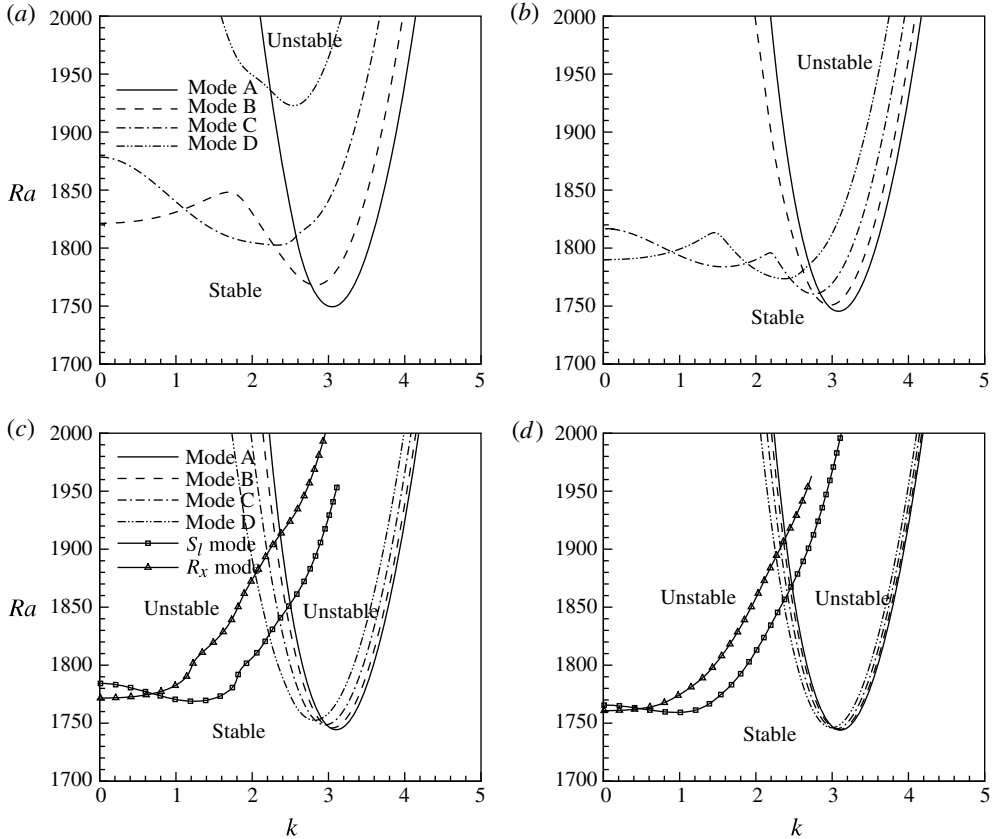 (a)
2000
1950
1900
Ra 1850
1800
1750
1700
0 1 2 3 4 5
Unstable
Mode A
Mode B
Mode C
Mode D
Stable
(b)
2000
1950
1900
1850
1800
1750
1700
0 1 2 3 4 5
Unstable
Stable
(c)
2000
1950
1900
Ra 1850
1800
1750
1700
0 1 2 3 4 5
k
Mode A
Mode B
Mode C
Mode D
S_l mode
R_x mode
Unstable
Unstable
Stable
(d)
2000
1950
1900
1850
1800
1750
1700
0 1 2 3 4 5
k
Unstable
Unstable
Stable